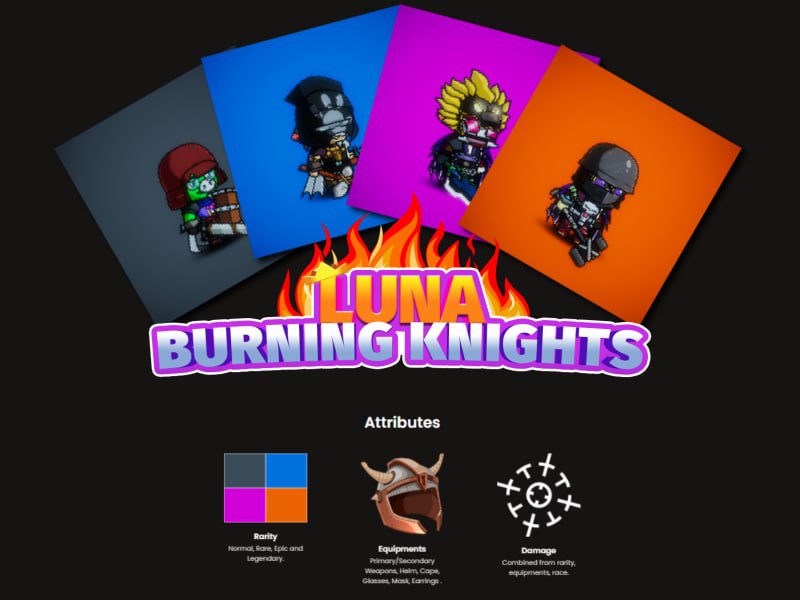 LUNA
BURNING KNIGHTS
Attributes
Rarity
Normal, Rare, Epic and
Legendary.
Equipments
Primary/Secondary
Weapons, Helm, Cape,
Glasses, Mask, Earrings .
Damage
Combined from rarity,
equipments, race.